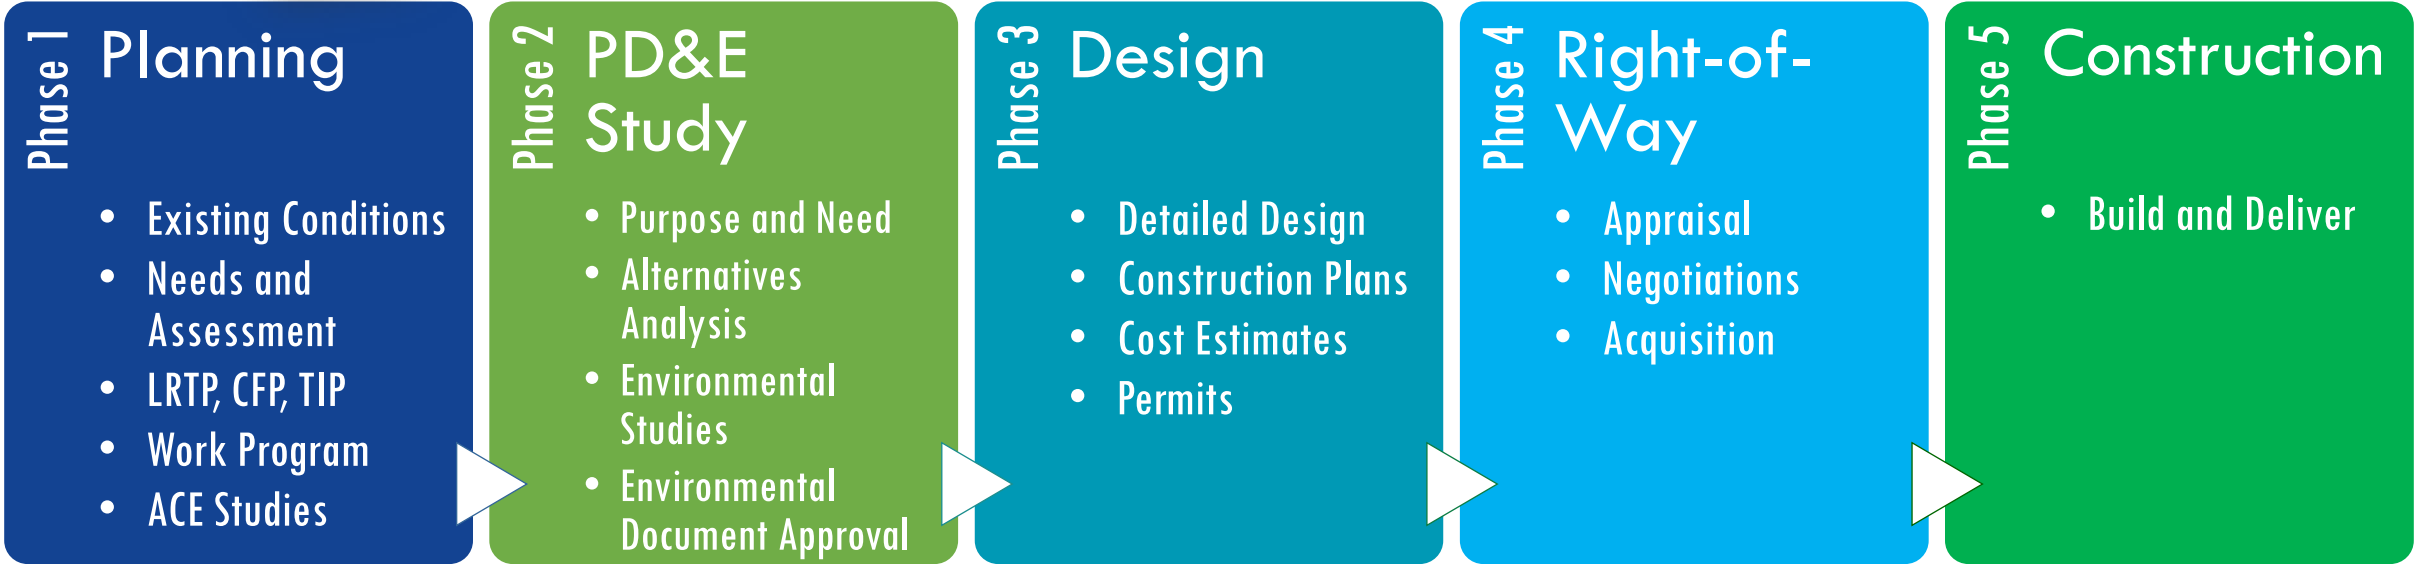 Phase 1
Planning
• Existing Conditions
• Needs and
Assessment
• LRTP, CFP, TIP
• Work Program
• ACE Studies
Phase 2
PD&E
Study
• Purpose and Need
• Alternatives
Analysis
• Environmental
Studies
• Environmental
Document Approval
Phase 3
Design
• Detailed Design
• Construction Plans
• Cost Estimates
• Permits
Phase 4
Right-of-
Way
• Appraisal
• Negotiations
• Acquisition
Phase 5
Construction
• Build and Deliver